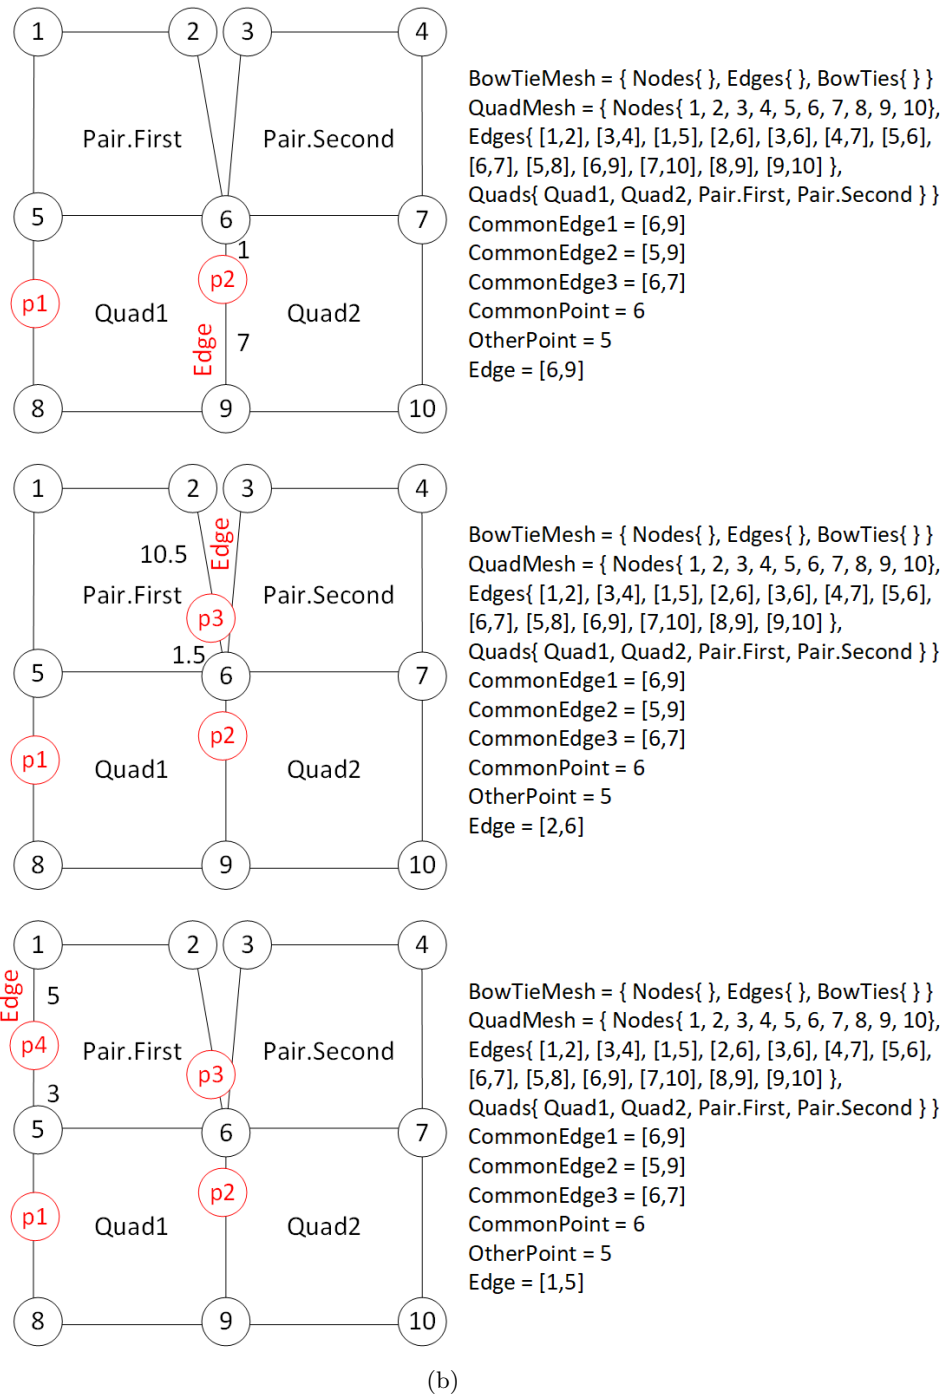 1 2 3 4
Pair.First Pair.Second
5 6 7
1
p1 p2
Quad1 Quad2
Edge 7
8 9 10
BowTieMesh = { Nodes{ }, Edges{ }, BowTies{ } }
QuadMesh = { Nodes{ 1, 2, 3, 4, 5, 6, 7, 8, 9, 10},
Edges{ [1,2], [3,4], [1,5], [2,6], [3,6], [4,7], [5,6],
[6,7], [5,8], [6,9], [7,10], [8,9], [9,10] },
Quads{ Quad1, Quad2, Pair.First, Pair.Second } }
CommonEdge1 = [6,9]
CommonEdge2 = [5,9]
CommonEdge3 = [6,7]
CommonPoint = 6
OtherPoint = 5
Edge = [6,9]
1 2 3 4
10.5 Edge
Pair.First Pair.Second
p3
1.5
5 6 7
p1 p2
Quad1 Quad2
8 9 10
BowTieMesh = { Nodes{ }, Edges{ }, BowTies{ } }
QuadMesh = { Nodes{ 1, 2, 3, 4, 5, 6, 7, 8, 9, 10},
Edges{ [1,2], [3,4], [1,5], [2,6], [3,6], [4,7], [5,6],
[6,7], [5,8], [6,9], [7,10], [8,9], [9,10] },
Quads{ Quad1, Quad2, Pair.First, Pair.Second } }
CommonEdge1 = [6,9]
CommonEdge2 = [5,9]
CommonEdge3 = [6,7]
CommonPoint = 6
OtherPoint = 5
Edge = [2,6]
1 2 3 4
Edge 5
p4 Pair.First Pair.Second
p3
3
5 6 7
p1 p2
Quad1 Quad2
8 9 10
BowTieMesh = { Nodes{ }, Edges{ }, BowTies{ } }
QuadMesh = { Nodes{ 1, 2, 3, 4, 5, 6, 7, 8, 9, 10},
Edges{ [1,2], [3,4], [1,5], [2,6], [3,6], [4,7], [5,6],
[6,7], [5,8], [6,9], [7,10], [8,9], [9,10] },
Quads{ Quad1, Quad2, Pair.First, Pair.Second } }
CommonEdge1 = [6,9]
CommonEdge2 = [5,9]
CommonEdge3 = [6,7]
CommonPoint = 6
OtherPoint = 5
Edge = [1,5]
(b)